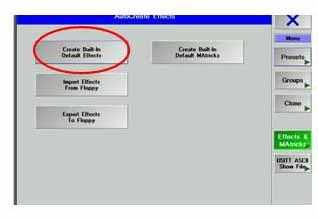 AutoCreate Effects
X
Create Built-In
Default Effects
Create Built-In
Default MAtricks
Import Effects
From Floppy
Export Effects
To Floppy
Menu
Presets
Groups
Clone
Effects &
MAtricks
USITT ASCII
Show File